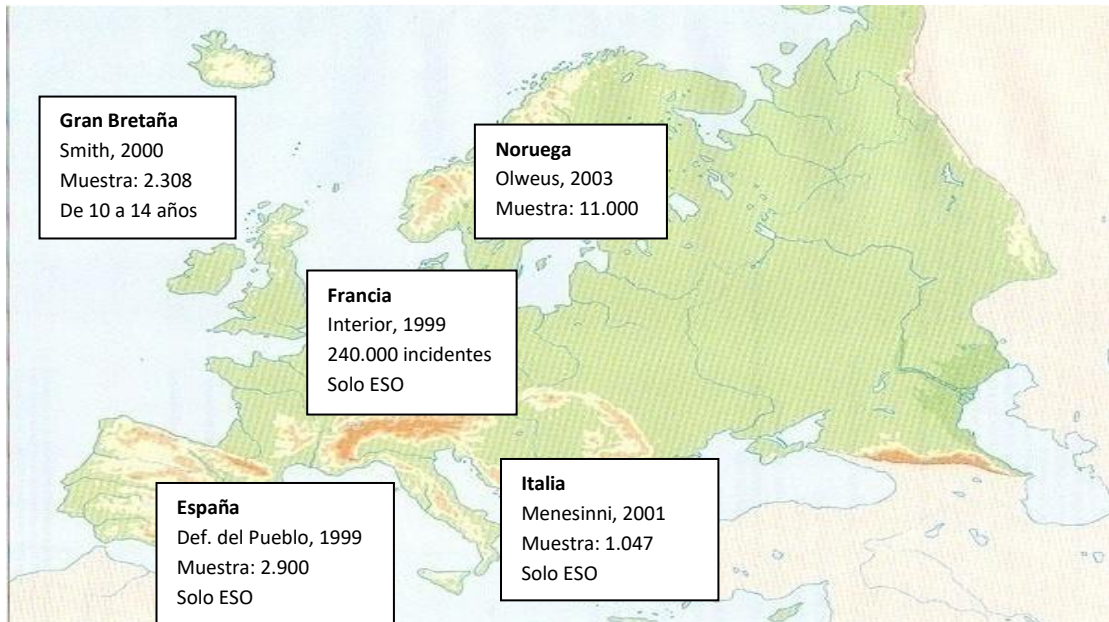 Gran Bretaña
Smith, 2000
Muestra: 2.308
De 10 a 14 años
Noruega
Olweus, 2003
Muestra: 11.000
Francia
Interior, 1999
240.000 incidentes
Solo ESO
España
Def. del Pueblo, 1999
Muestra: 2.900
Solo ESO
Italia
Menesinni, 2001
Muestra: 1.047
Solo ESO